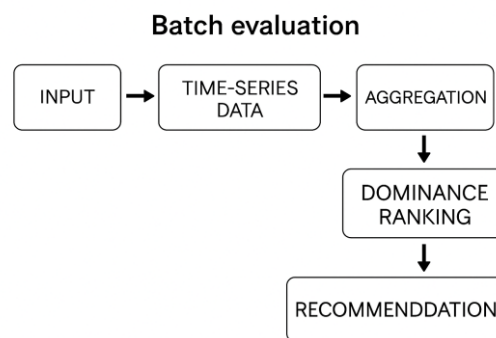 Batch evaluation
INPUT
TIME-SERIES
DATA
AGGREGATION
DOMINANCE
RANKING
RECOMMENDDATION